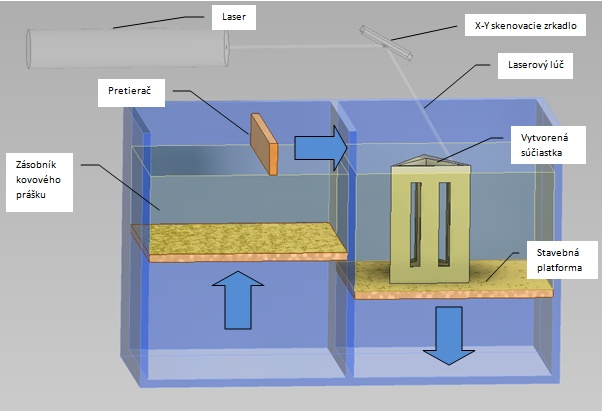 Laser
X-Y skenovacie zrkadlo
Laserový lúč
Pretierač
Vytvorená
súčiastka
Zásobník
kovového
prášku
Stavebná
platforma